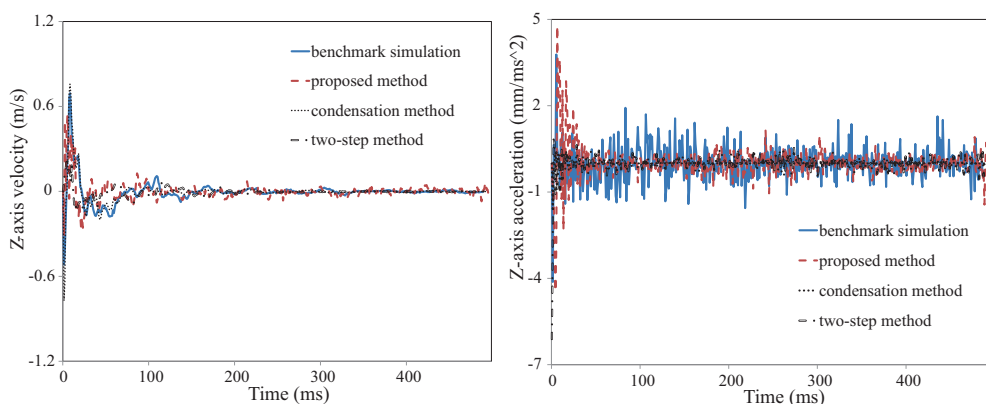 Z-axis velocity (m/s)
1.2
0.6
0
-0.6
-1.2
benchmark simulation
proposed method
condensation method
two-step method
0 100 200 300 400
Time (ms)
Z-axis acceleration (mm/ms^2)
5
2
-1
-4
-7
benchmark simulation
proposed method
condensation method
two-step method
0 100 200 300 400
Time (ms)